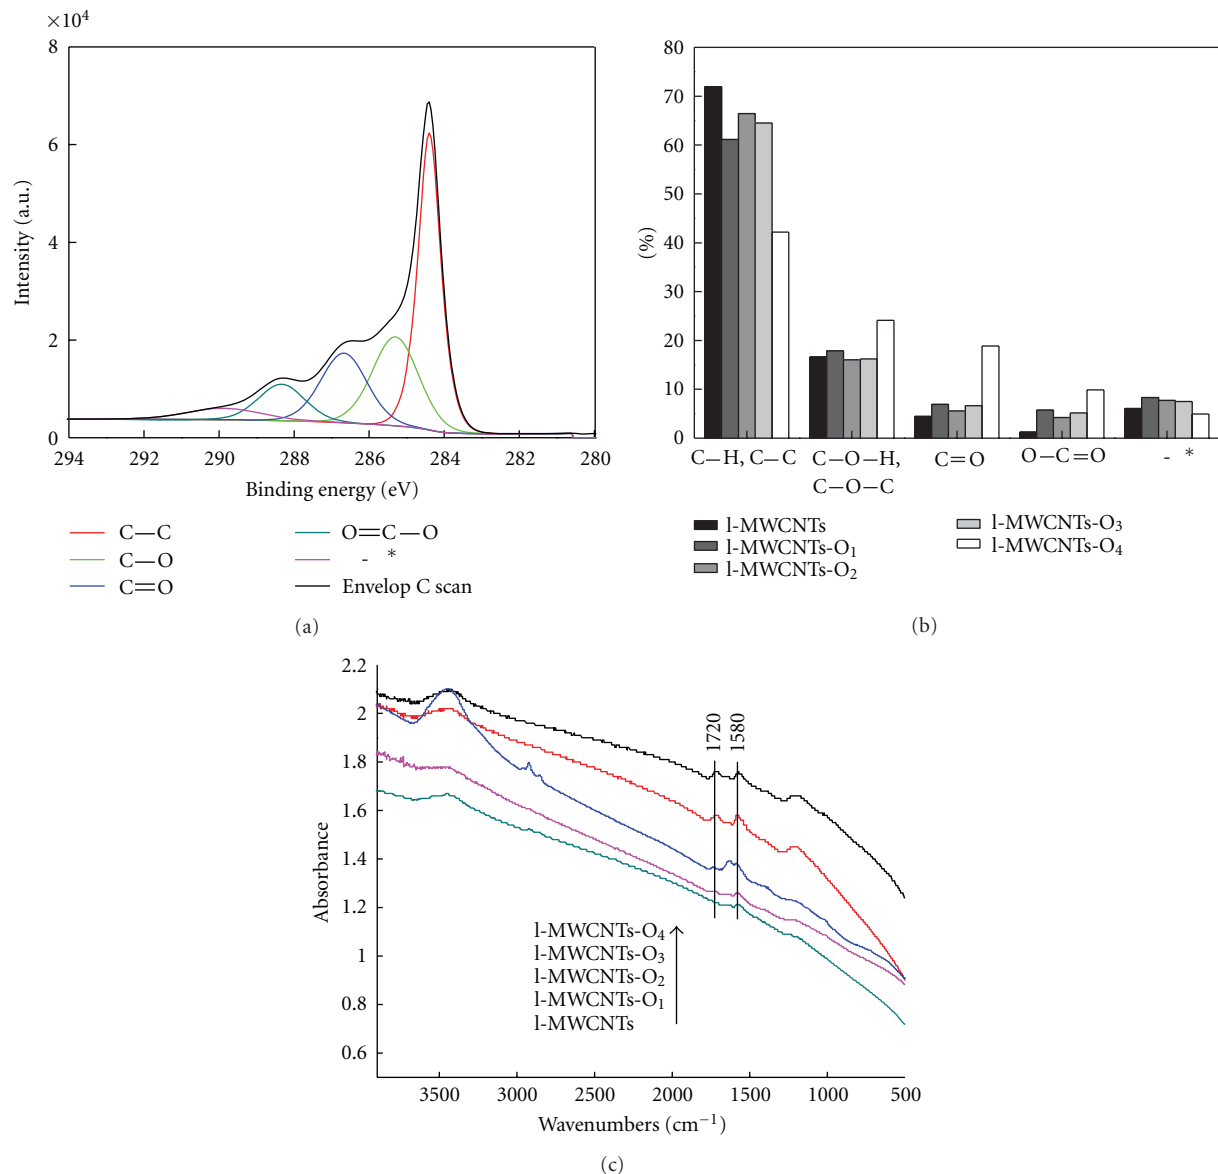 ×10⁴
8
6
4
2
0
Intensity (a.u.)
294 292 290 288 286 284 282 280
Binding energy (eV)
C—C
C—O
C=O
O=C—O
- *
Envelop C scan
(a)
80
70
60
50
40
30
20
10
0
(%)
C—H, C—C
C—O—H,
C—O—C
C=O
O—C=O
- *
l-MWCNTs
l-MWCNTs-O₁
l-MWCNTs-O₂
l-MWCNTs-O₃
l-MWCNTs-O₄
(b)
2.2
2
1.8
1.6
1.4
1.2
1
0.8
0.6
Absorbance
1720
1580
l-MWCNTs-O₄
l-MWCNTs-O₃
l-MWCNTs-O₂
l-MWCNTs-O₁
l-MWCNTs
3500 3000 2500 2000 1500 1000 500
Wavenumbers (cm⁻¹)
(c)